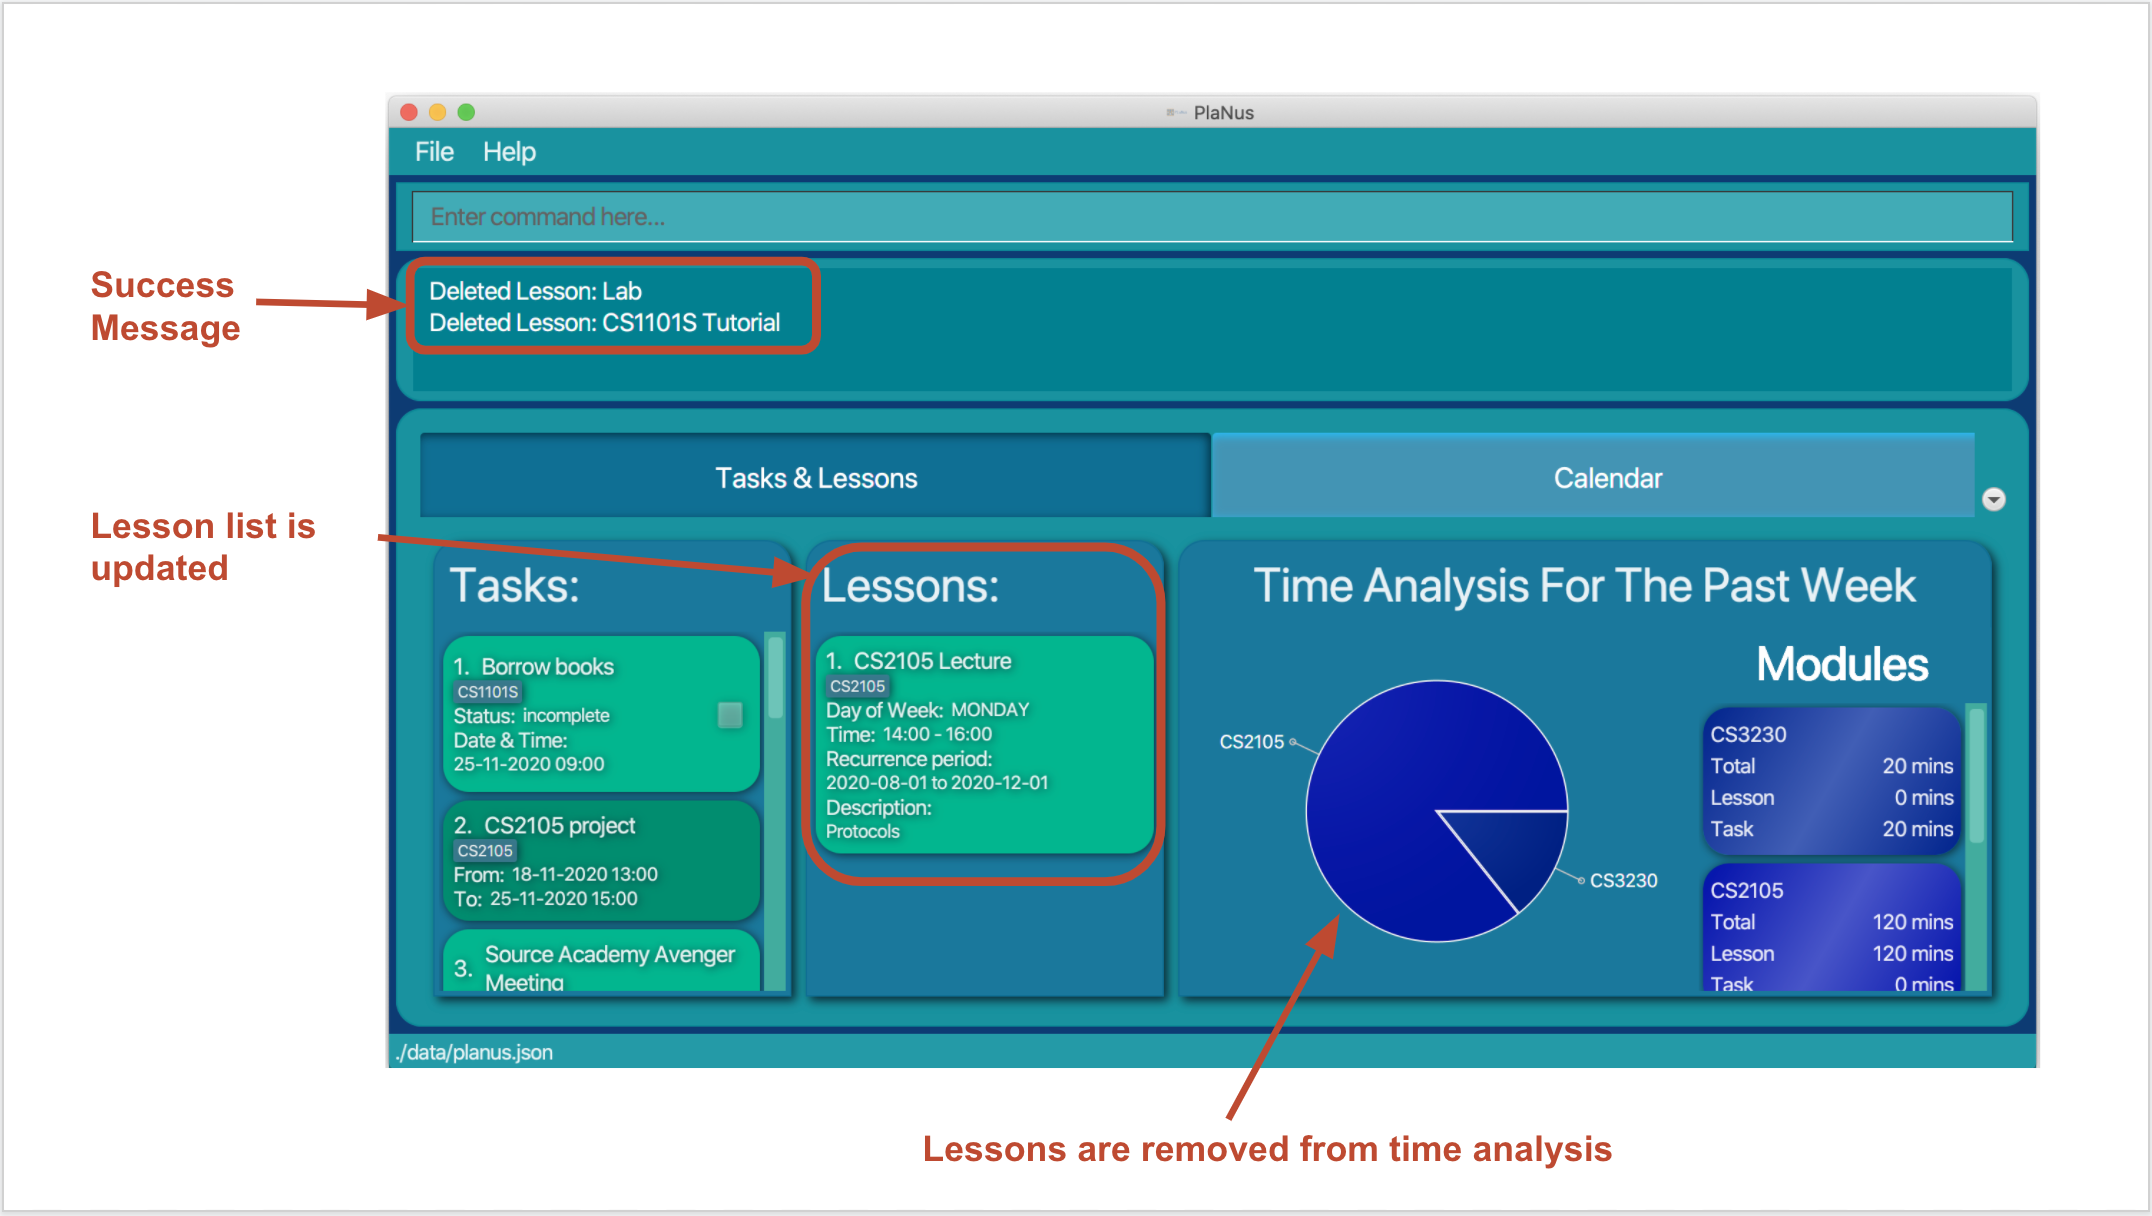 PlaNus
File Help
Enter command here...
Success
Message
Deleted Lesson: Lab
Deleted Lesson: CS1101S Tutorial
Tasks & Lessons
Calendar
Lesson list is
updated
Tasks:
1. Borrow books
CS1101S
Status: incomplete
Date & Time:
25-11-2020 09:00
2. CS2105 project
CS2105
From: 18-11-2020 13:00
To: 25-11-2020 15:00
3. Source Academy Avenger
Meeting
Lessons:
1. CS2105 Lecture
CS2105
Day of Week: MONDAY
Time: 14:00 - 16:00
Recurrence period:
2020-08-01 to 2020-12-01
Description:
Protocols
Time Analysis For The Past Week
CS2105
CS3230
Modules
CS3230
Total 20 mins
Lesson 0 mins
Task 20 mins
CS2105
Total 120 mins
Lesson 120 mins
Task 0 mins
./data/planus.json
Lessons are removed from time analysis